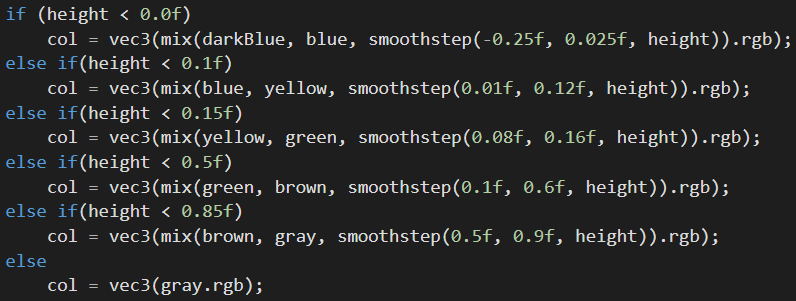 if (height < 0.0f)
    col = vec3(mix(darkBlue, blue, smoothstep(-0.25f, 0.025f, height)).rgb);
else if(height < 0.1f)
    col = vec3(mix(blue, yellow, smoothstep(0.01f, 0.12f, height)).rgb);
else if(height < 0.15f)
    col = vec3(mix(yellow, green, smoothstep(0.08f, 0.16f, height)).rgb);
else if(height < 0.5f)
    col = vec3(mix(green, brown, smoothstep(0.1f, 0.6f, height)).rgb);
else if(height < 0.85f)
    col = vec3(mix(brown, gray, smoothstep(0.5f, 0.9f, height)).rgb);
else
    col = vec3(gray.rgb);